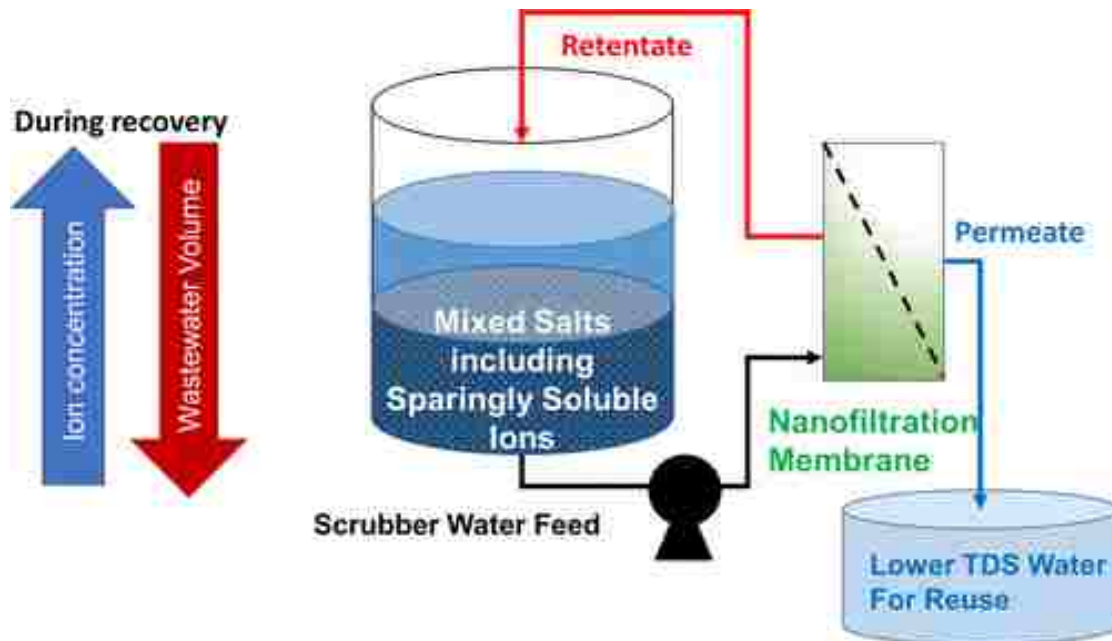 Retentate
During recovery
Ion concentration
Wastewater Volume
Permeate
Mixed Salts
including
Sparingly Soluble
Ions
Nanofiltration
Membrane
Scrubber Water Feed
Lower TDS Water
For Reuse